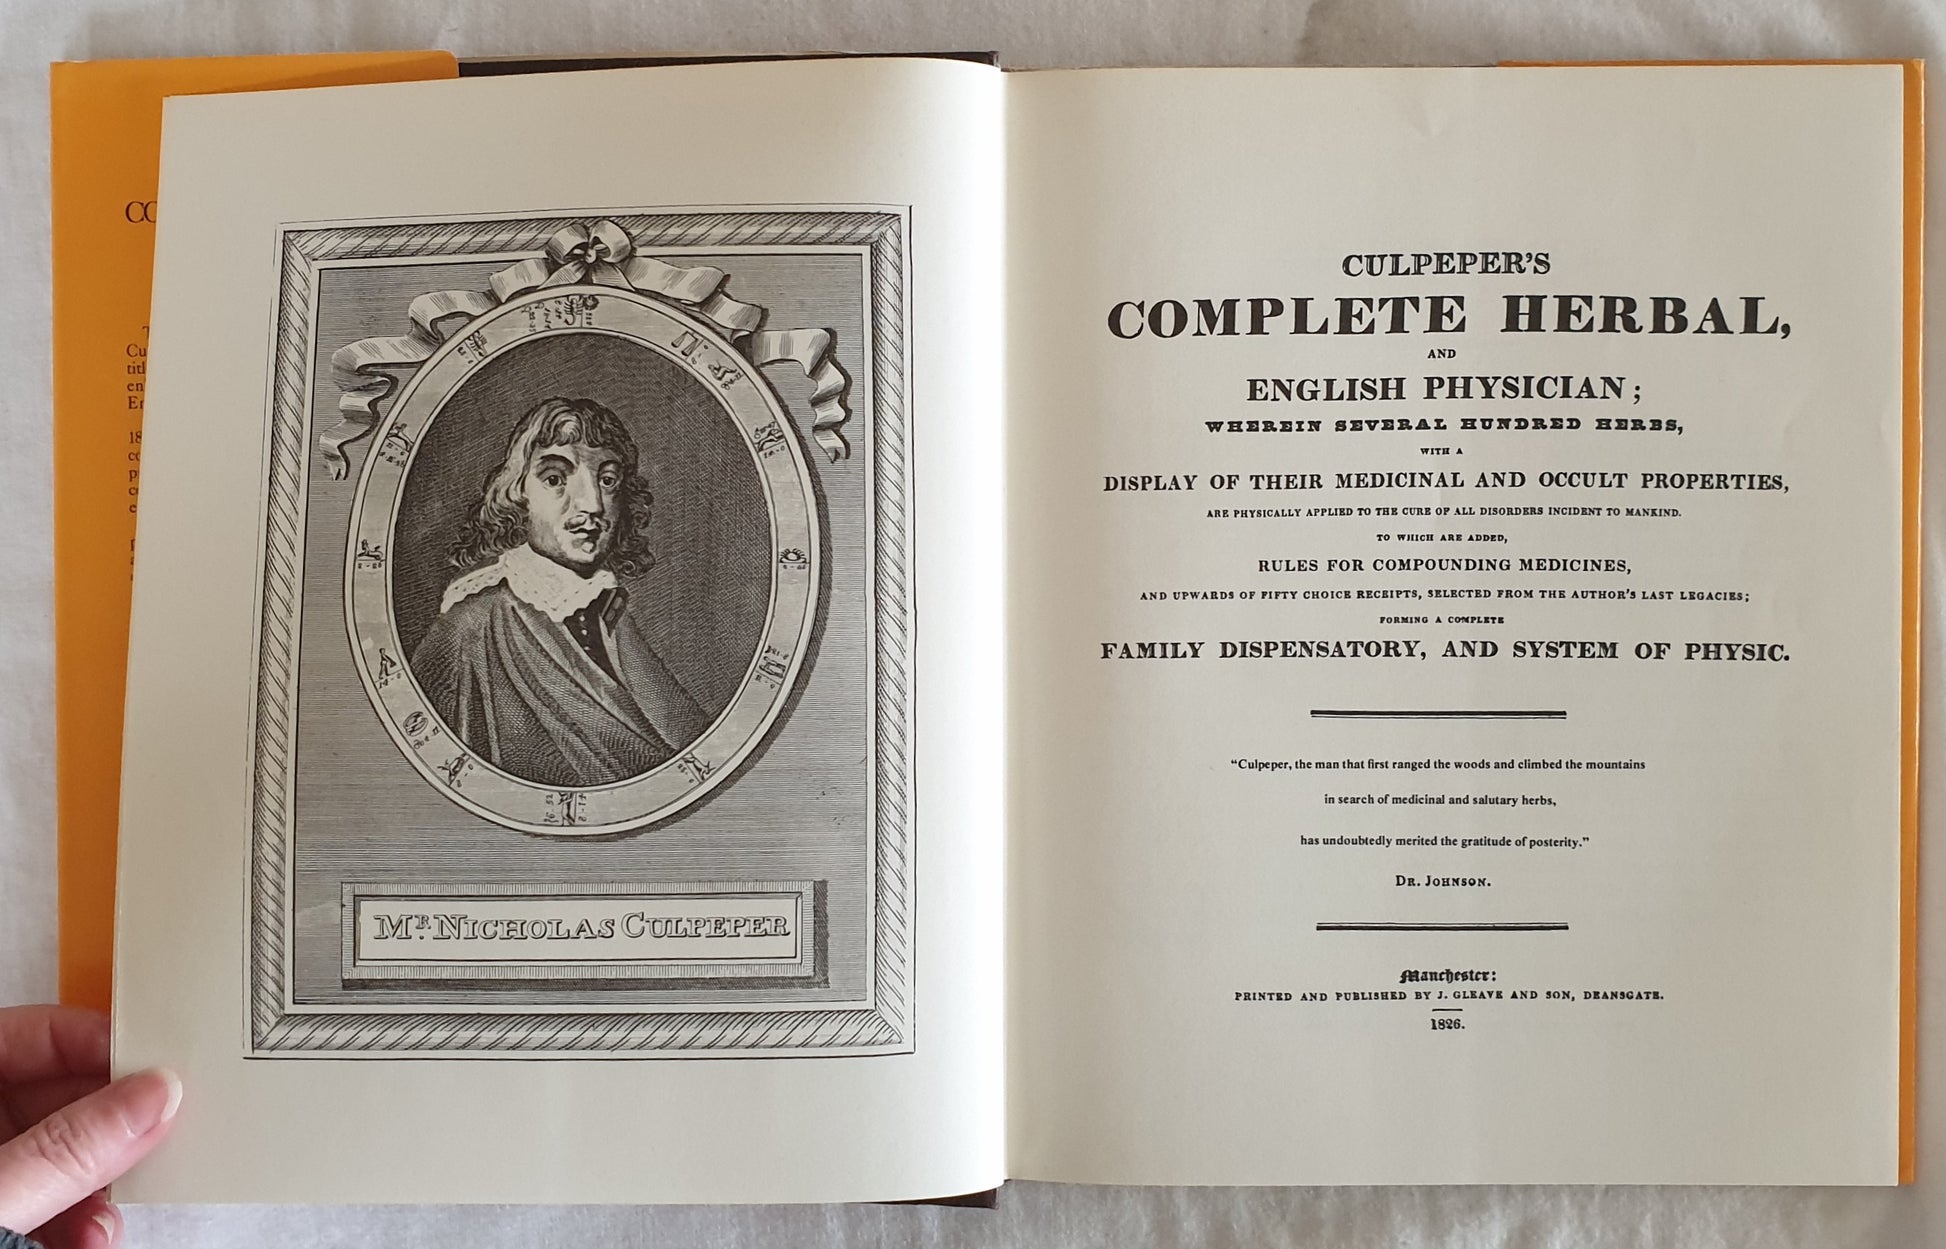 CO
Cu
titl
en
18
MR. NICHOLAS CULPEPER
CULPEPER'S
COMPLETE HERBAL,
AND
ENGLISH PHYSICIAN;
WHEREIN SEVERAL HUNDRED HERBS,
WITH A
DISPLAY OF THEIR MEDICINAL AND OCCULT PROPERTIES,
ARE PHYSICALLY APPLIED TO THE CURE OF ALL DISORDERS INCIDENT TO MANKIND.
TO WHICH ARE ADDED,
RULES FOR COMPOUNDING MEDICINES,
AND UPWARDS OF FIFTY CHOICE RECEIPTS, SELECTED FROM THE AUTHOR'S LAST LEGACIES;
FORMING A COMPLETE
FAMILY DISPENSATORY, AND SYSTEM OF PHYSIC.
"Culpeper, the man that first ranged the woods and climbed the mountains
in search of medicinal and salutary herbs,
has undoubtedly merited the gratitude of posterity."
DR. JOHNSON.
Manchester:
PRINTED AND PUBLISHED BY J. GLEAVE AND SON, DEANSGATE.
1826.